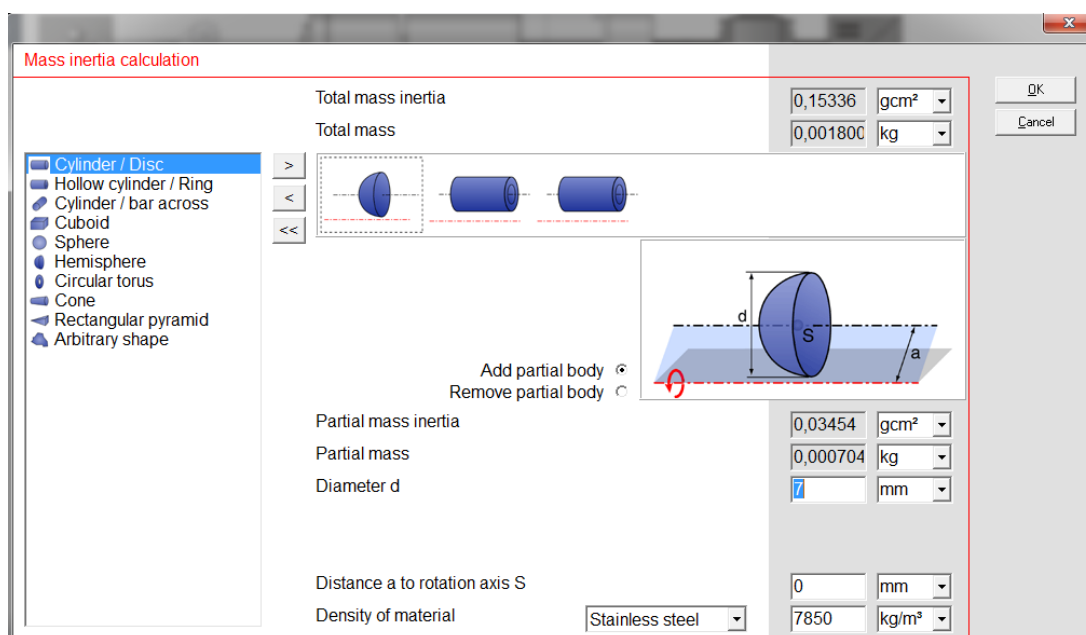 x
Mass inertia calculation
OK
Cancel
Total mass inertia 0,15336 gcm²
Total mass 0,001800 kg
Cylinder / Disc
Hollow cylinder / Ring
Cylinder / bar across
Cuboid
Sphere
Hemisphere
Circular torus
Cone
Rectangular pyramid
Arbitrary shape
>
<
<<
d
S
a
Add partial body
Remove partial body
Partial mass inertia 0,03454 gcm²
Partial mass 0,000704 kg
Diameter d 7 mm
Distance a to rotation axis S 0 mm
Density of material Stainless steel 7850 kg/m³